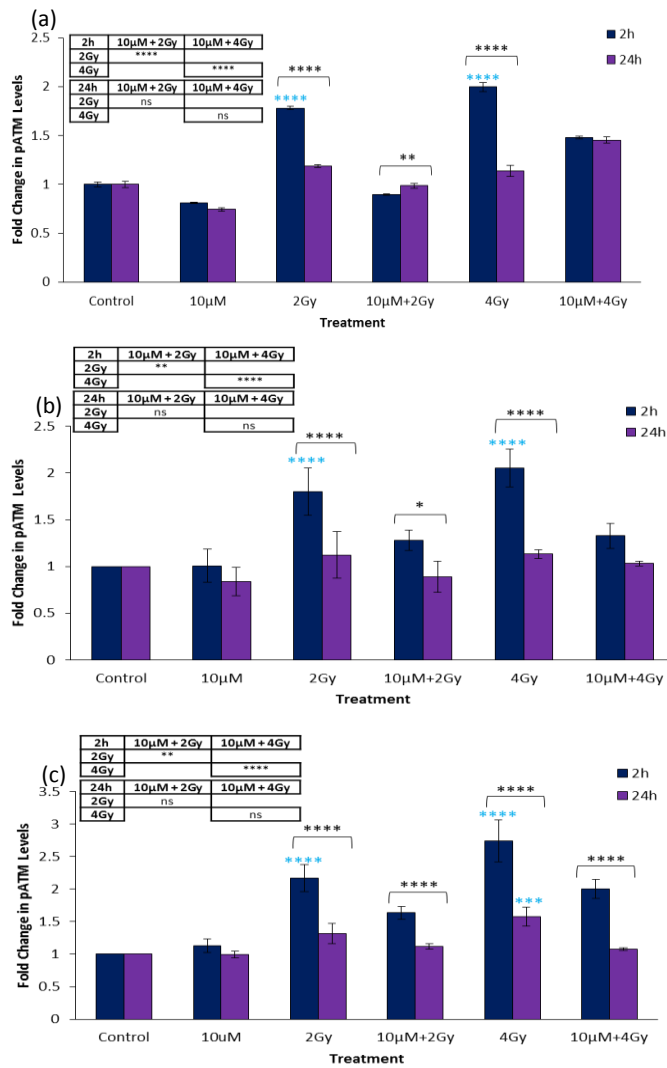 (a)
2.5
2
1.5
1
0.5
0
Fold Change in pATM Levels
2h 10µM + 2Gy 10µM + 4Gy
2Gy ****
4Gy ****
24h 10µM + 2Gy 10µM + 4Gy
2Gy ns
4Gy ns
2h
24h
**** ****
**** ** ****
Control 10µM 2Gy 10µM+2Gy 4Gy 10µM+4Gy
Treatment
2h 10µM + 2Gy 10µM + 4Gy
2Gy **
4Gy ****
24h 10µM + 2Gy 10µM + 4Gy
2Gy ns
4Gy ns
(b)
2.5
2
1.5
1
0.5
0
Fold Change in pATM Levels
2h
24h
**** ****
**** * ****
Control 10µM 2Gy 10µM+2Gy 4Gy 10µM+4Gy
Treatment
(c)
2h 10µM + 2Gy 10µM + 4Gy
2Gy **
4Gy ****
24h 10µM + 2Gy 10µM + 4Gy
2Gy ns
4Gy ns
3.5
3
2.5
2
1.5
1
0.5
0
Fold Change in pATM Levels
2h
24h
****
****
**** **** **** ****
***
Control 10uM 2Gy 10µM+2Gy 4Gy 10µM+4Gy
Treatment